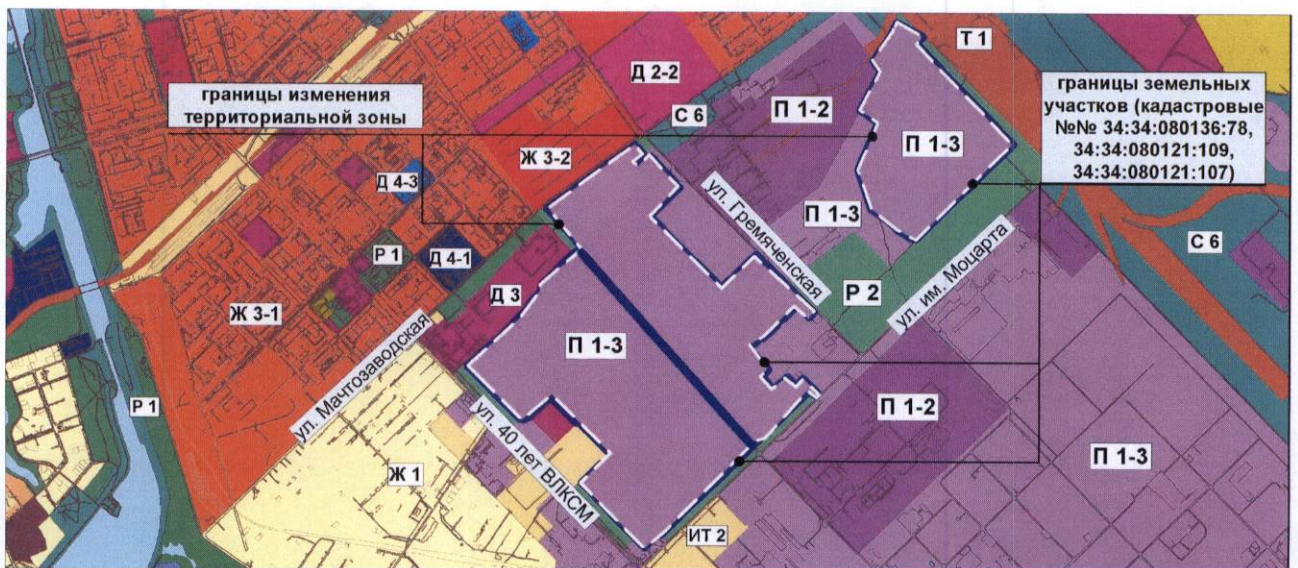 границы изменения
территориальной зоны
границы земельных
участков (кадастровые
№№ 34:34:080136:78,
34:34:080121:109,
34:34:080121:107)
Т 1
Д 2-2
С 6
П 1-2
П 1-3
Ж 3-2
Д 4-3
ул. Гремяченская
П 1-3
С 6
Р 1
Д 4-1
ул. им. Моцарта
Р 2
Д 3
Ж 3-1
П 1-3
ул. Мачтозаводская
Р 1
П 1-2
ул. 40 лет ВЛКСМ
П 1-3
Ж 1
ИТ 2